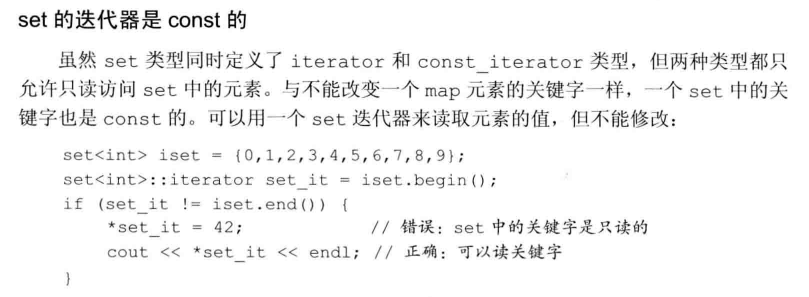 set 的迭代器是 const 的
虽然 set 类型同时定义了 iterator 和 const_iterator 类型，但两种类型都只
允许只读访问 set 中的元素。与不能改变一个 map 元素的关键字一样，一个 set 中的关
键字也是 const 的。可以用一个 set 迭代器来读取元素的值，但不能修改：
set<int> iset = {0,1,2,3,4,5,6,7,8,9};
set<int>::iterator set_it = iset.begin();
if (set_it != iset.end()) {
*set_it = 42; // 错误：set 中的关键字是只读的
cout << *set_it << endl; // 正确：可以读关键字
}